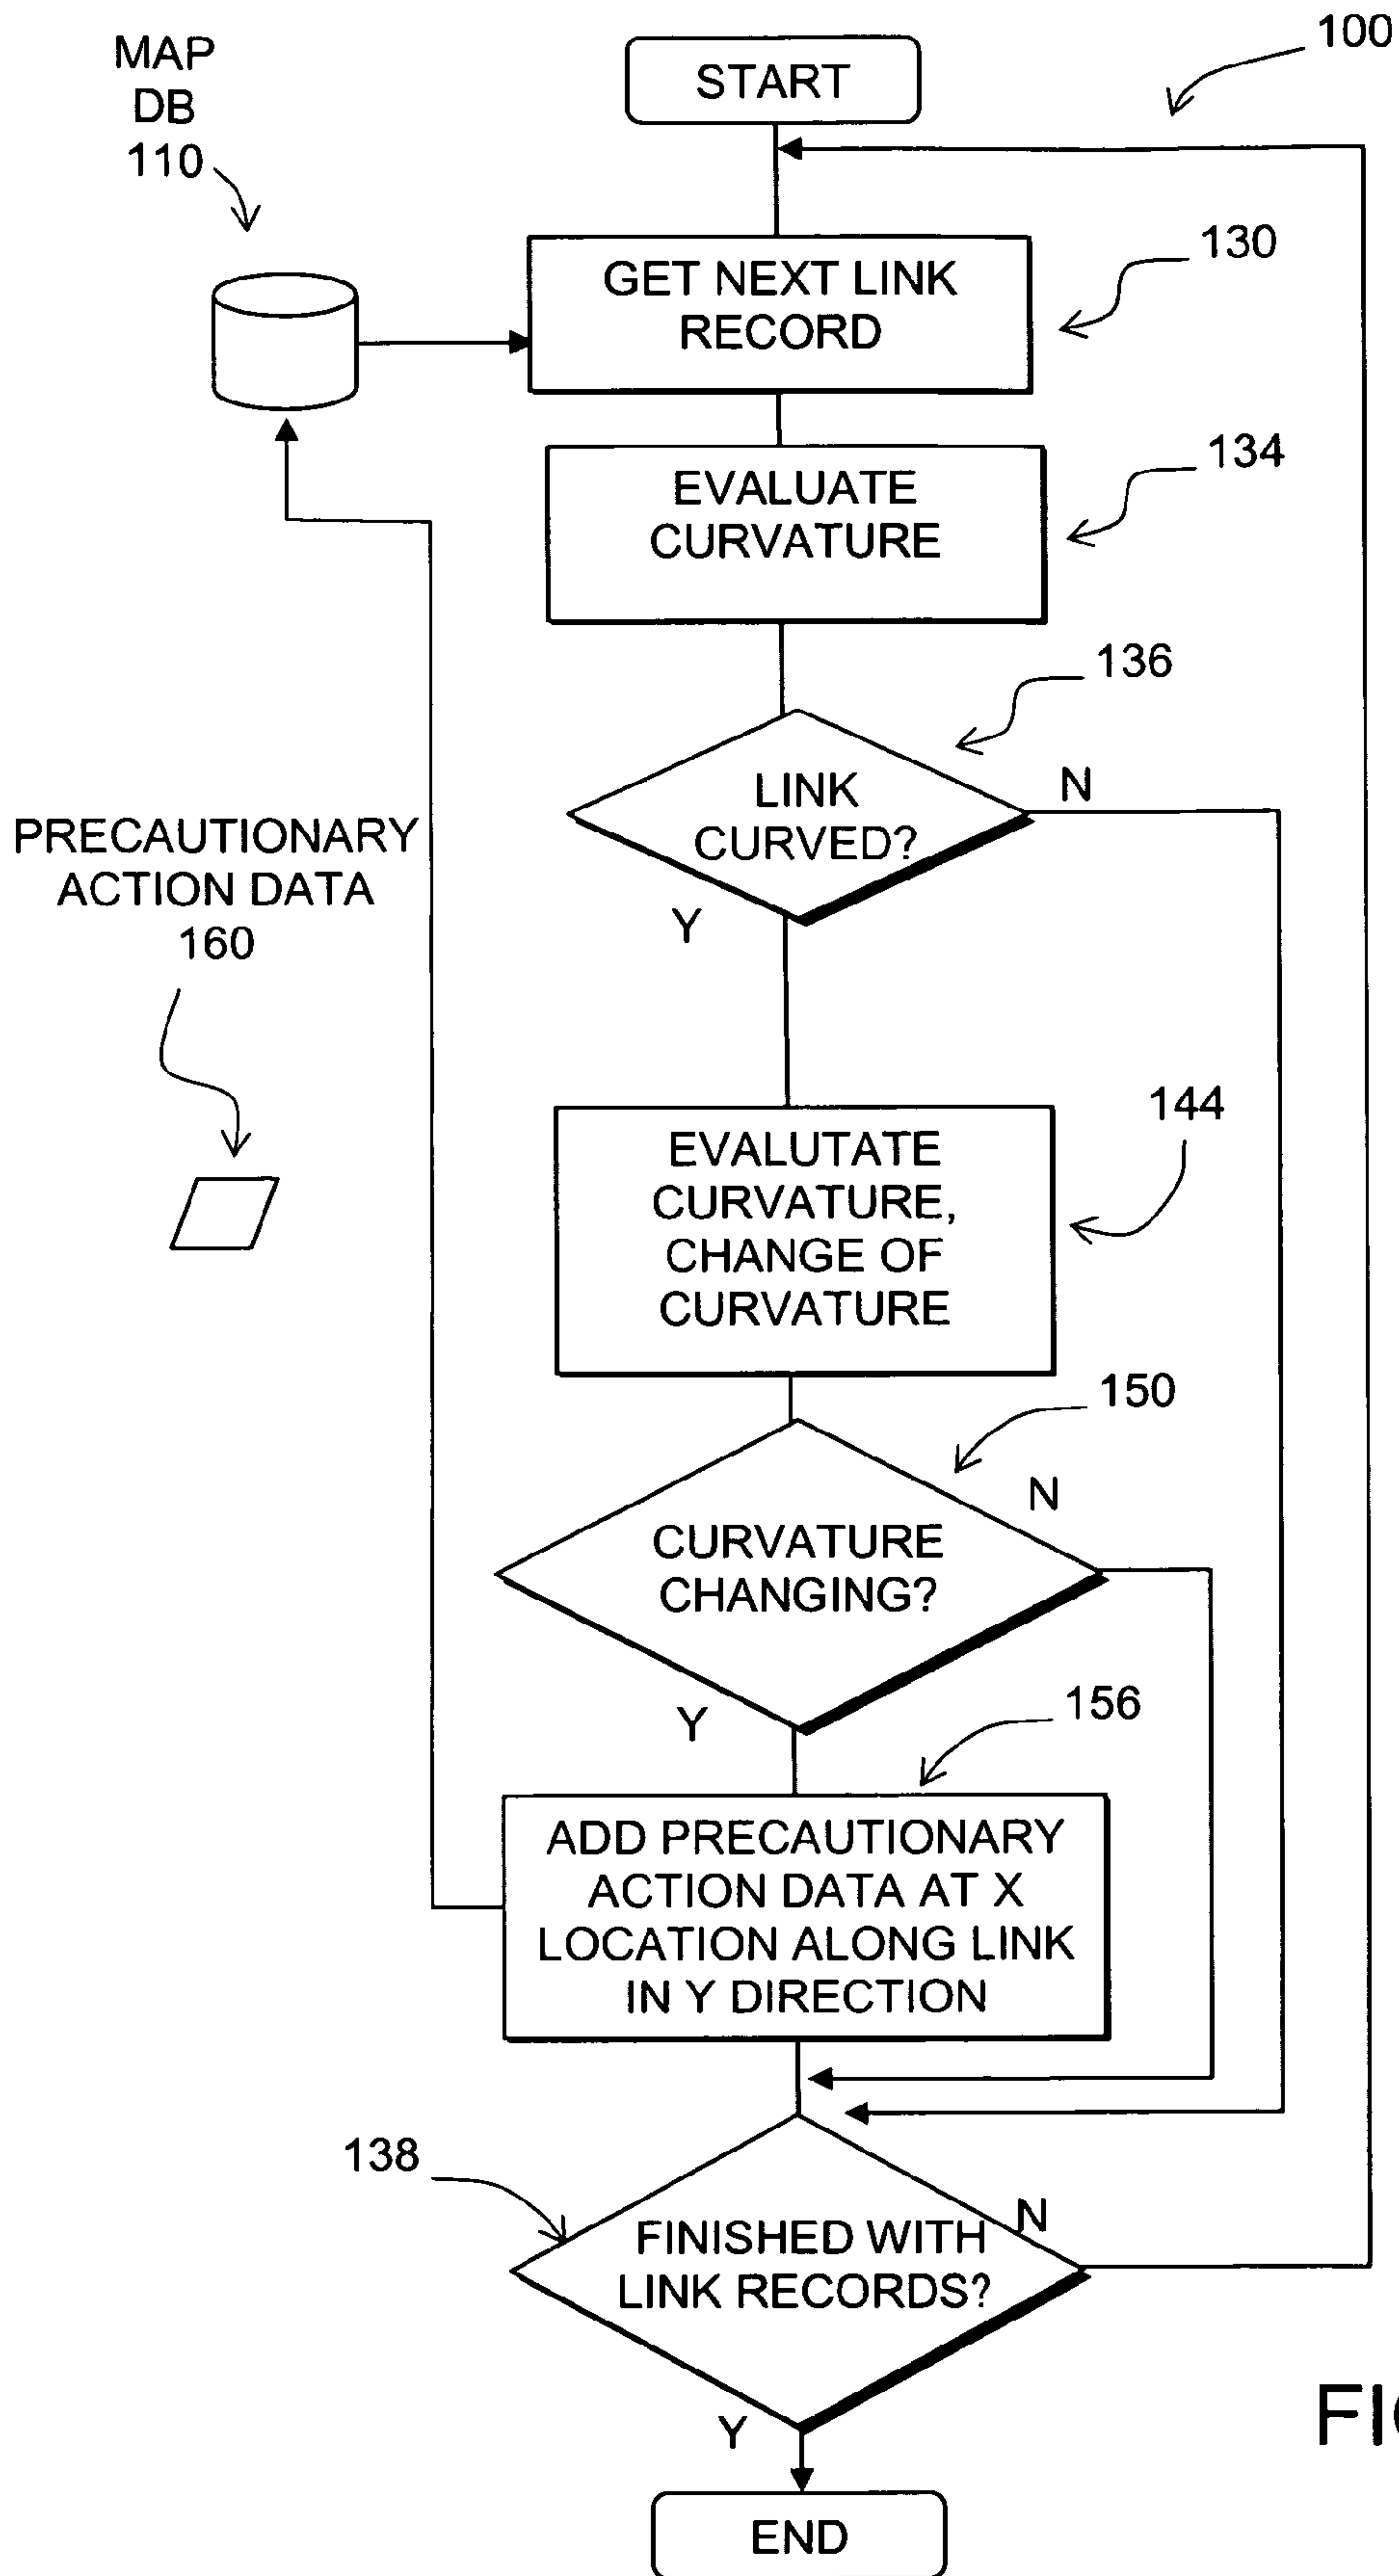 100
MAP
DB
110
START
GET NEXT LINK
RECORD
130
EVALUATE
CURVATURE
134
136
LINK
CURVED?
N
Y
PRECAUTIONARY
ACTION DATA
160
EVALUTATE
CURVATURE,
CHANGE OF
CURVATURE
144
150
CURVATURE
CHANGING?
N
Y
156
ADD PRECAUTIONARY
ACTION DATA AT X
LOCATION ALONG LINK
IN Y DIRECTION
138
FINISHED WITH
LINK RECORDS?
N
Y
END